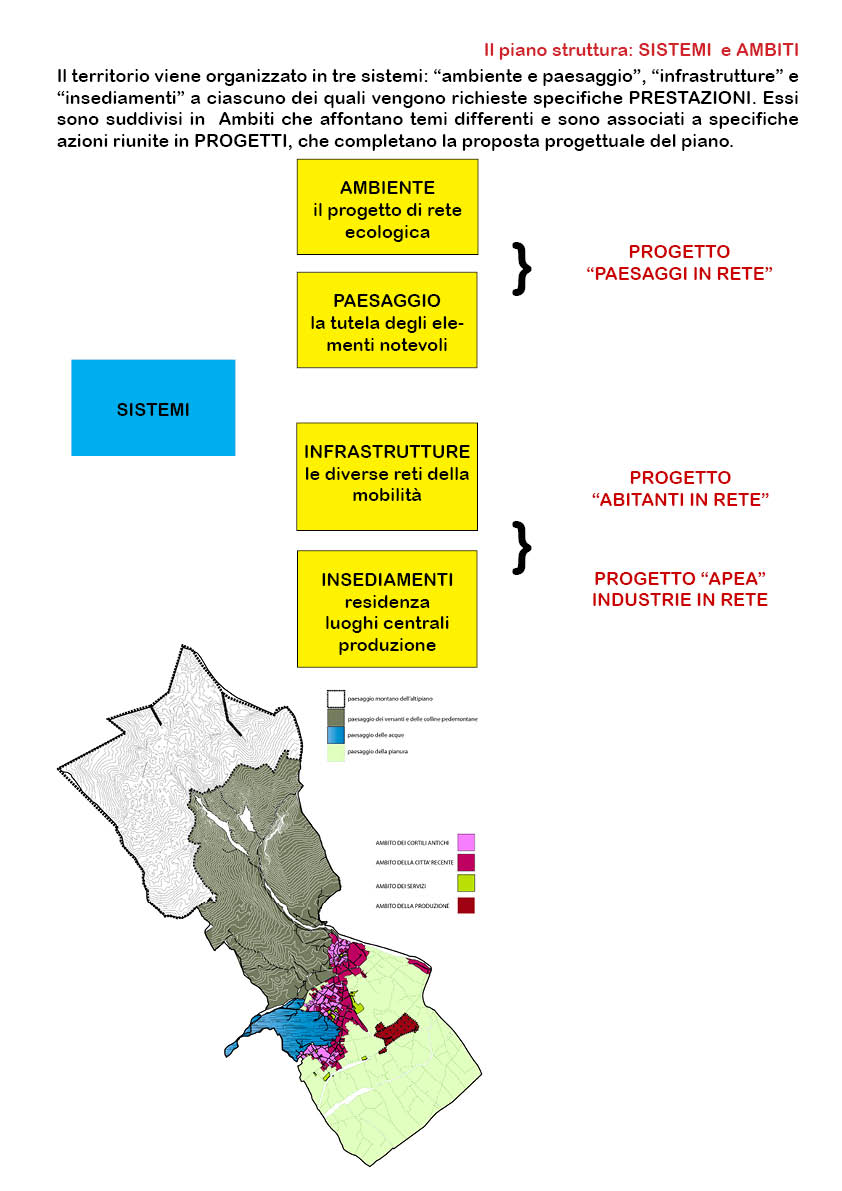 Il piano struttura: SISTEMI e AMBITI
Il territorio viene organizzato in tre sistemi: “ambiente e paesaggio”, “infrastrutture” e
“insediamenti” a ciascuno dei quali vengono richieste specifiche PRESTAZIONI. Essi
sono suddivisi in Ambiti che affontano temi differenti e sono associati a specifiche
azioni riunite in PROGETTI, che completano la proposta progettuale del piano.
AMBIENTE
il progetto di rete
ecologica
}
PROGETTO
“PAESAGGI IN RETE”
PAESAGGIO
la tutela degli ele-
menti notevoli
SISTEMI
INFRASTRUTTURE
le diverse reti della
mobilità
PROGETTO
“ABITANTI IN RETE”
}
INSEDIAMENTI
residenza
luoghi centrali
produzione
PROGETTO “APEA”
INDUSTRIE IN RETE
paesaggio montano dell'altipiano
paesaggio dei versanti e delle colline pedemontane
paesaggio delle acque
paesaggio della pianura
AMBITO DEI CORTILI ANTICHI
AMBITO DELLA CITTA' RECENTE
AMBITO DEI SERVIZI
AMBITO DELLA PRODUZIONE